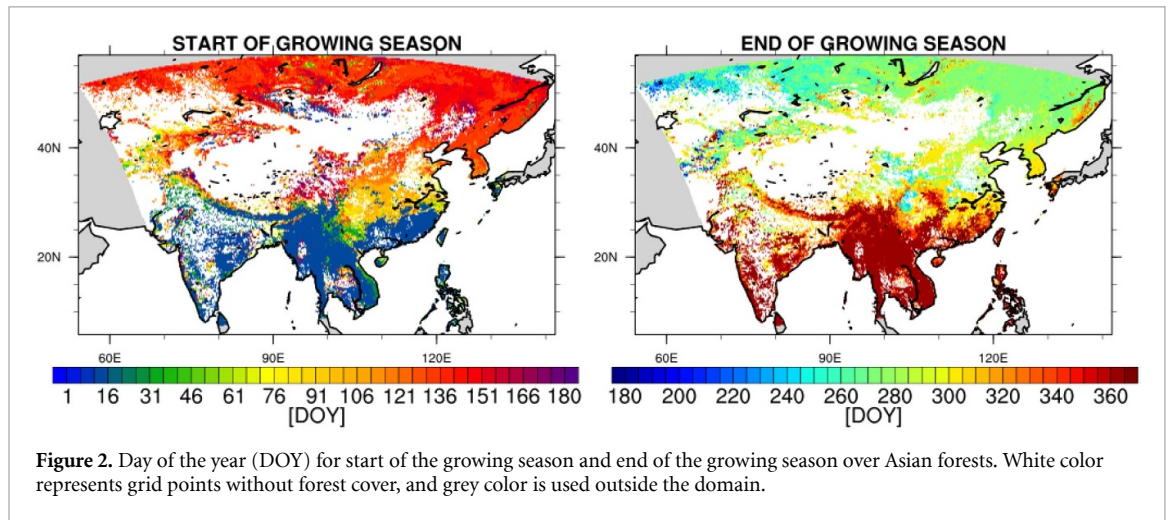 START OF GROWING SEASON
40N
20N
60E 90E 120E
1 16 31 46 61 76 91 106 121 136 151 166 180
[DOY]
END OF GROWING SEASON
40N
20N
60E 90E 120E
180 200 220 240 260 280 300 320 340 360
[DOY]
Figure 2. Day of the year (DOY) for start of the growing season and end of the growing season over Asian forests. White color
represents grid points without forest cover, and grey color is used outside the domain.